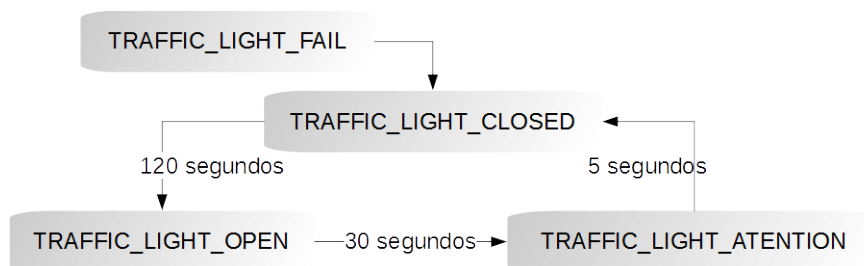 TRAFFIC_LIGHT_FAIL
TRAFFIC_LIGHT_CLOSED
120 segundos
5 segundos
TRAFFIC_LIGHT_OPEN
30 segundos
TRAFFIC_LIGHT_ATENTION